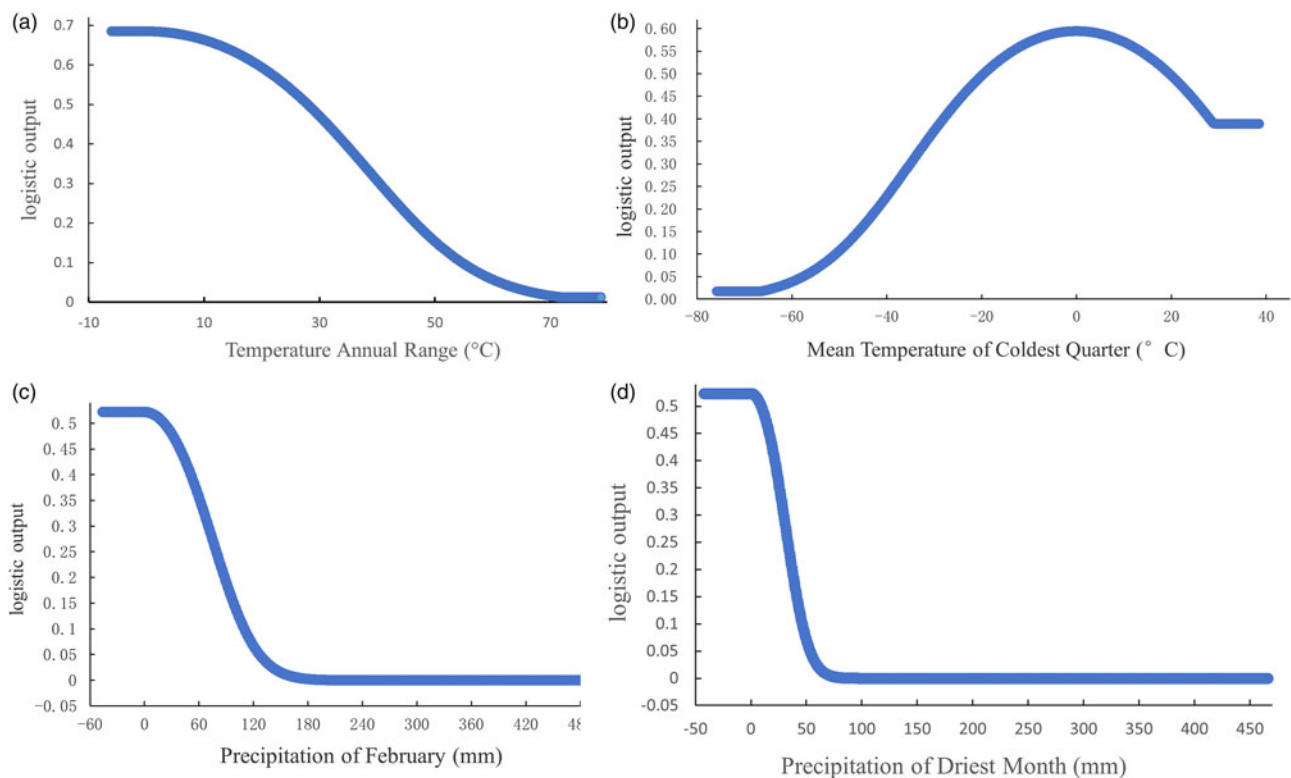 (a)
0.7
0.6
0.5
0.4
0.3
0.2
0.1
0
logistic output
-10 10 30 50 70
Temperature Annual Range (°C)
(b)
0.60
0.55
0.50
0.45
0.40
0.35
0.30
0.25
0.20
0.15
0.10
0.05
0.00
logistic output
-80 -60 -40 -20 0 20 40
Mean Temperature of Coldest Quarter (° C)
(c)
0.5
0.45
0.4
0.35
0.3
0.25
0.2
0.15
0.1
0.05
0
-0.05
logistic output
-60 0 60 120 180 240 300 360 420 48
Precipitation of February (mm)
(d)
0.5
0.45
0.4
0.35
0.3
0.25
0.2
0.15
0.1
0.05
0
-0.05
logistic output
-50 0 50 100 150 200 250 300 350 400 450
Precipitation of Driest Month (mm)